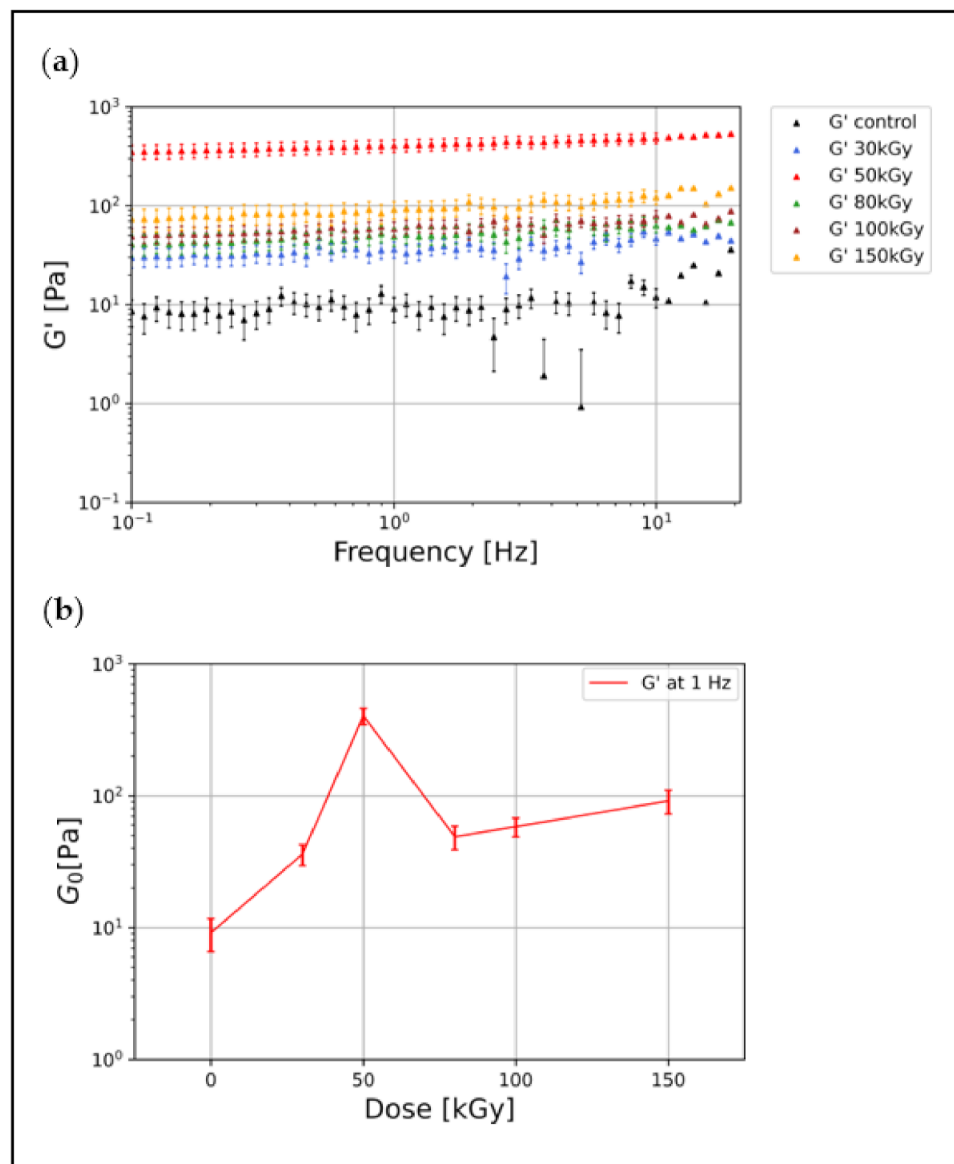 (a)
10³
10²
10¹
10⁰
10⁻¹
G' [Pa]
10⁻¹
10⁰
10¹
Frequency [Hz]
G' control
G' 30kGy
G' 50kGy
G' 80kGy
G' 100kGy
G' 150kGy
(b)
10³
10²
10¹
10⁰
G₀[Pa]
G' at 1 Hz
0
50
100
150
Dose [kGy]